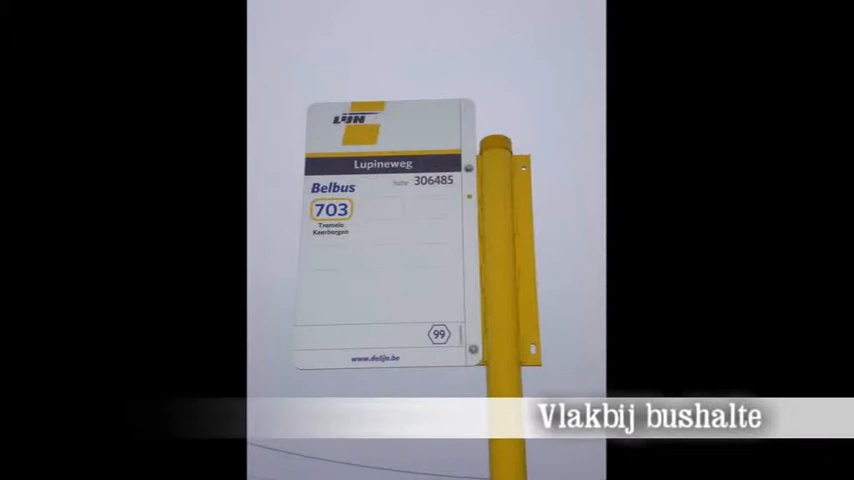 LIJN
Lupineweg
Belbus halte 306485
703
Tremelo
Keerbergen
99
www.delijn.be
Vlakbij bushalte